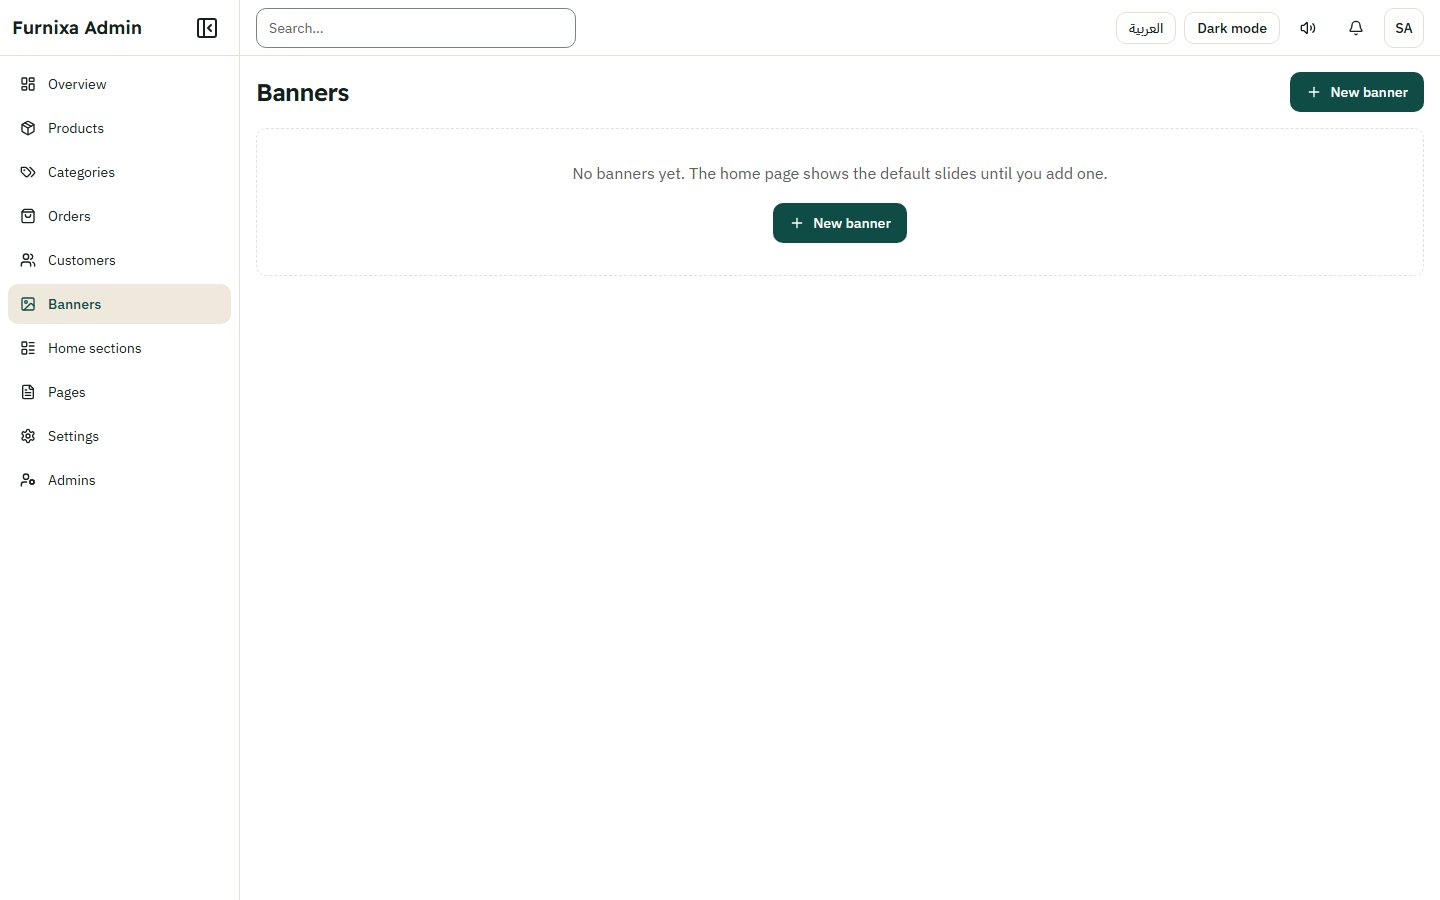 Furnixa Admin
Search...
العربية
Dark mode
SA
Overview
Products
Categories
Orders
Customers
Banners
Home sections
Pages
Settings
Admins
Banners
New banner
No banners yet. The home page shows the default slides until you add one.
New banner